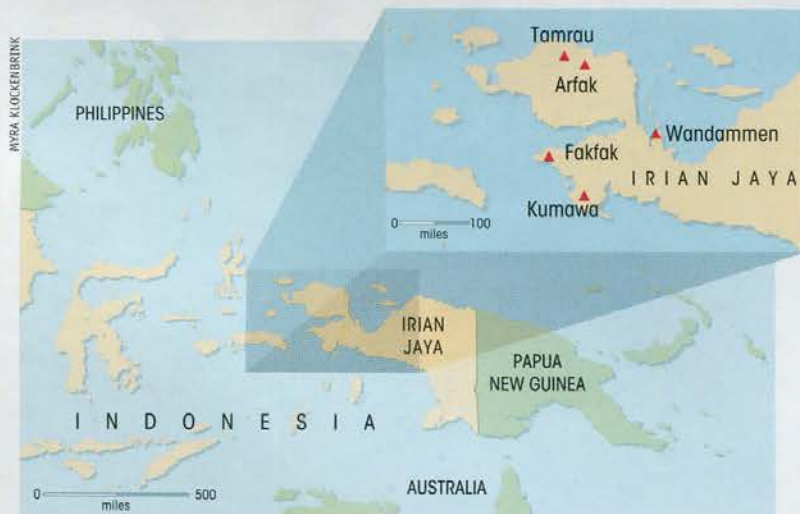 MYRA KLOCKENBRINK
PHILIPPINES
Tamrau
Arfak
Wandammen
Fakfak
IRIAN JAYA
Kumawa
0 100
miles
IRIAN
JAYA
PAPUA
NEW GUINEA
INDONESIA
AUSTRALIA
0 500
miles